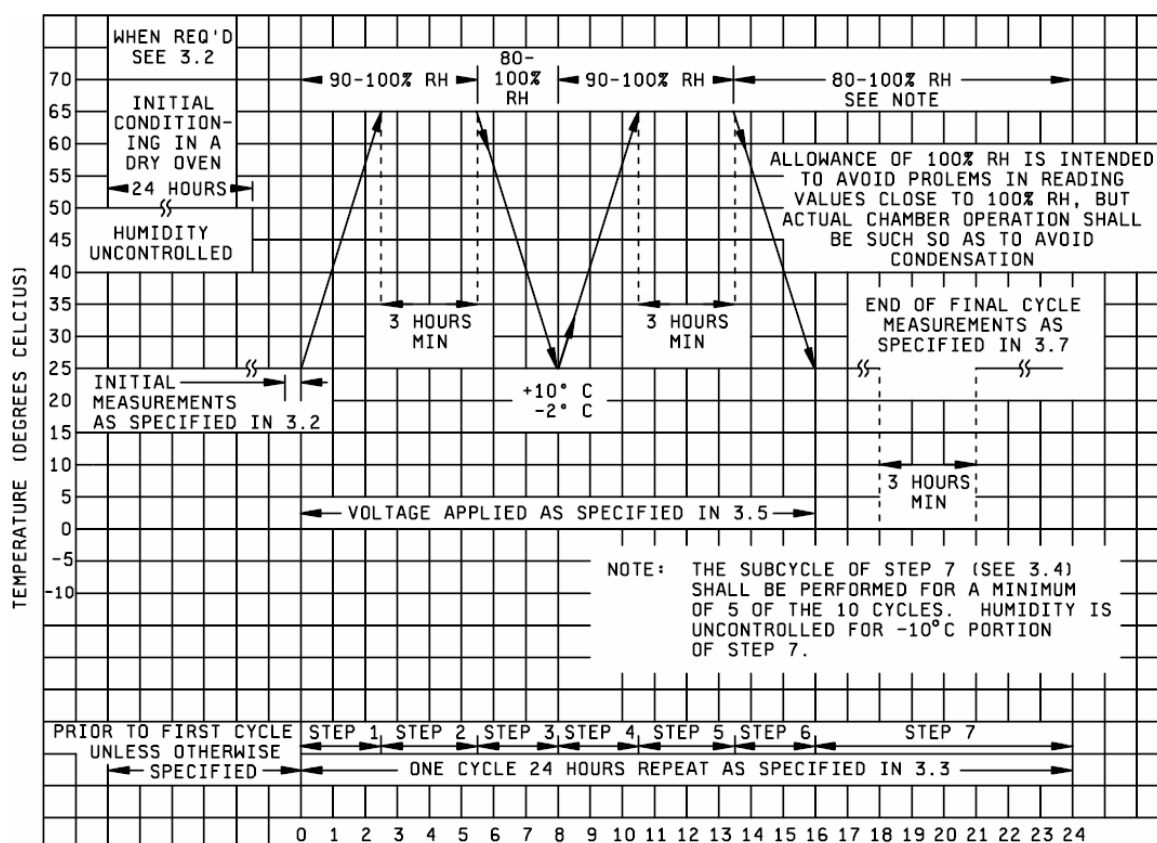 WHEN REQ'D
SEE 3.2
INITIAL
CONDITION-
ING IN A
DRY OVEN
24 HOURS
HUMIDITY
UNCONTROLLED
90-100% RH
80-
100%
RH
90-100% RH
80-100% RH
SEE NOTE
ALLOWANCE OF 100% RH IS INTENDED
TO AVOID PROLEMS IN READING
VALUES CLOSE TO 100% RH, BUT
ACTUAL CHAMBER OPERATION SHALL
BE SUCH SO AS TO AVOID
CONDENSATION
3 HOURS
MIN
3 HOURS
MIN
END OF FINAL CYCLE
MEASUREMENTS AS
SPECIFIED IN 3.7
INITIAL
MEASUREMENTS
AS SPECIFIED IN 3.2
+10° C
-2° C
3 HOURS
MIN
VOLTAGE APPLIED AS SPECIFIED IN 3.5
NOTE: THE SUBCYCLE OF STEP 7 (SEE 3.4)
SHALL BE PERFORMED FOR A MINIMUM
OF 5 OF THE 10 CYCLES. HUMIDITY IS
UNCONTROLLED FOR -10°C PORTION
OF STEP 7.
TEMPERATURE (DEGREES CELCIUS)
70
65
60
55
50
45
40
35
30
25
20
15
10
5
0
-5
-10
PRIOR TO FIRST CYCLE
UNLESS OTHERWISE
SPECIFIED
STEP 1 STEP 2 STEP 3 STEP 4 STEP 5 STEP 6 STEP 7
ONE CYCLE 24 HOURS REPEAT AS SPECIFIED IN 3.3
0 1 2 3 4 5 6 7 8 9 10 11 12 13 14 15 16 17 18 19 20 21 22 23 24